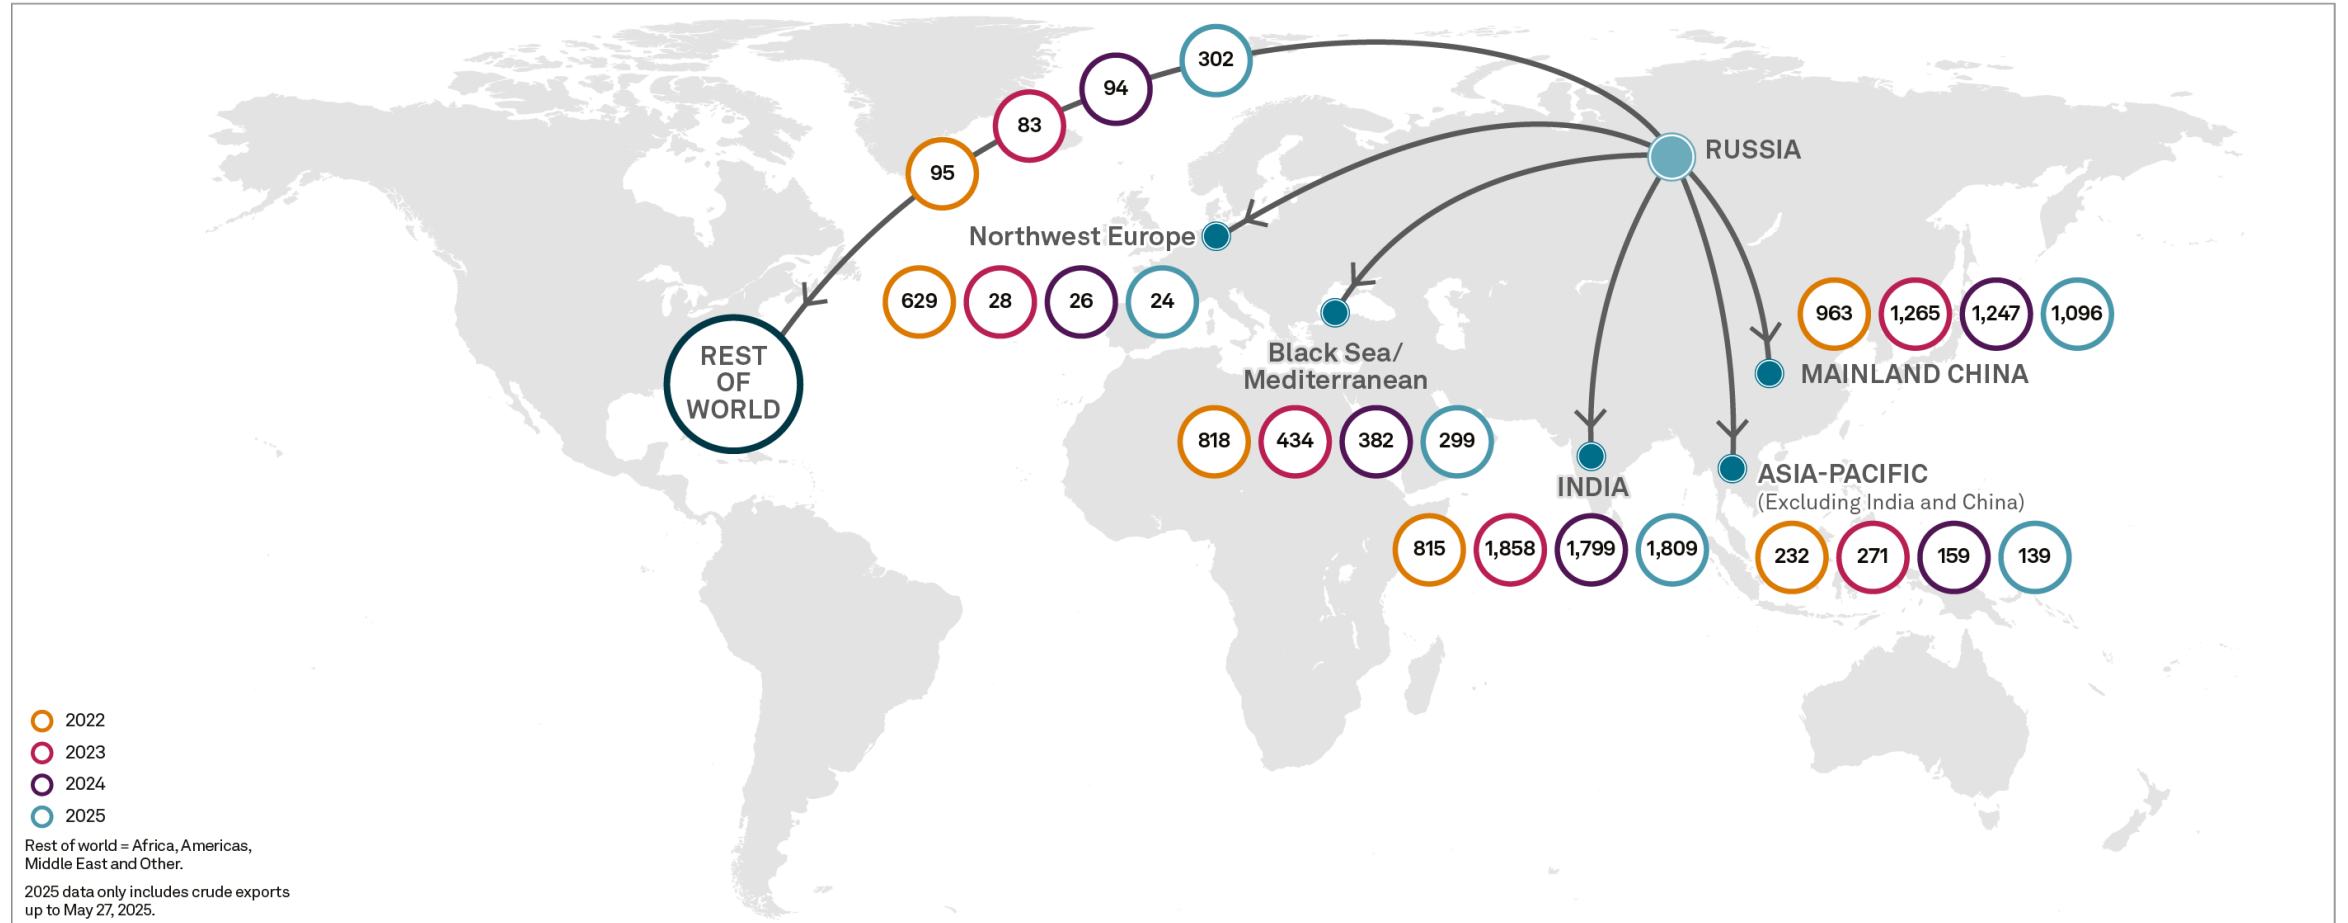 302
94
83
95
RUSSIA
Northwest Europe
629 28 26 24
REST
OF
WORLD
Black Sea/
Mediterranean
818 434 382 299
963 1,265 1,247 1,096
MAINLAND CHINA
INDIA
815 1,858 1,799 1,809
ASIA-PACIFIC
(Excluding India and China)
232 271 159 139
2022
2023
2024
2025
Rest of world = Africa, Americas,
Middle East and Other.
2025 data only includes crude exports
up to May 27, 2025.